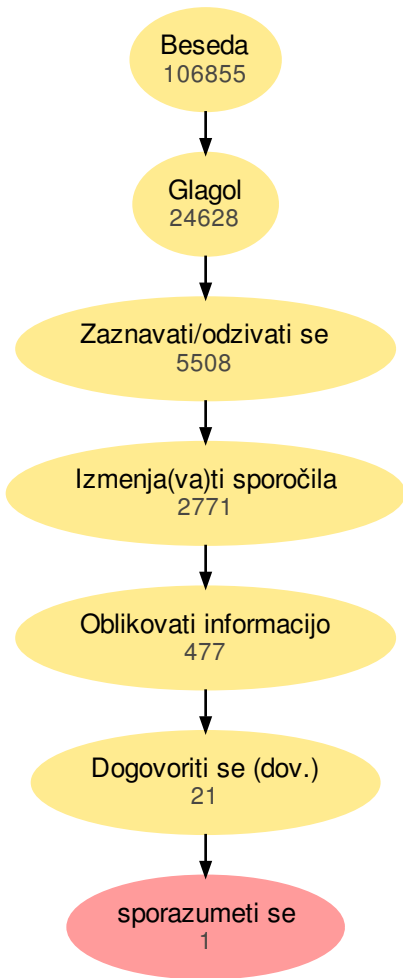 Beseda
106855
Glagol
24628
Zaznavati/odzivati se
5508
Izmenja(va)ti sporočila
2771
Oblikovati informacijo
477
Dogovoriti se (dov.)
21
sporazumeti se
1